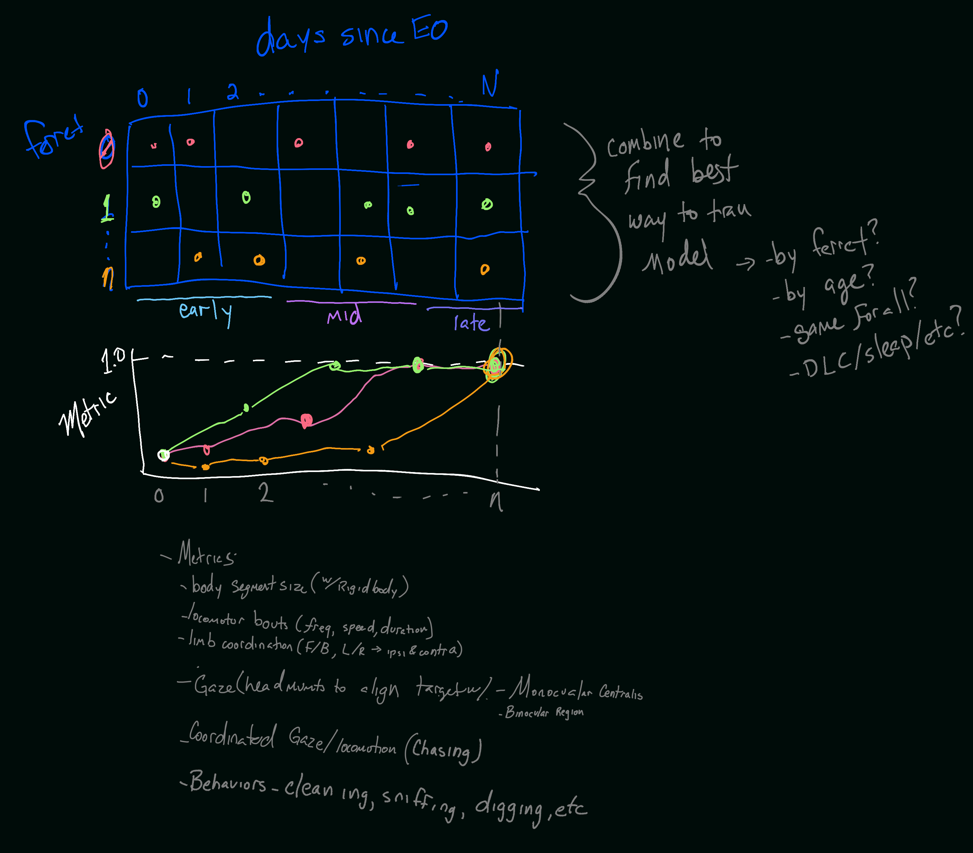 days since EO
0 1 2 . . . - - - . . N
ferret
0
1
n
combine to
find best
way to train
model → - by ferret?
- by age?
- same for all?
- DLC/sleep/etc?
early mid late
1.0
Metric
0 1 2 . . . - - - - n
- Metrics:
- body segment size (w/ Rigid body)
- locomotor bouts (freq, speed, duration)
- limb coordination (F/B, L/R → ipsi & contra)
- Gaze (head mvmts to align target w/ - Monocular Centralis
- Binocular Region
- Coordinated Gaze/locomotion (Chasing)
- Behaviors - cleaning, sniffing, digging, etc